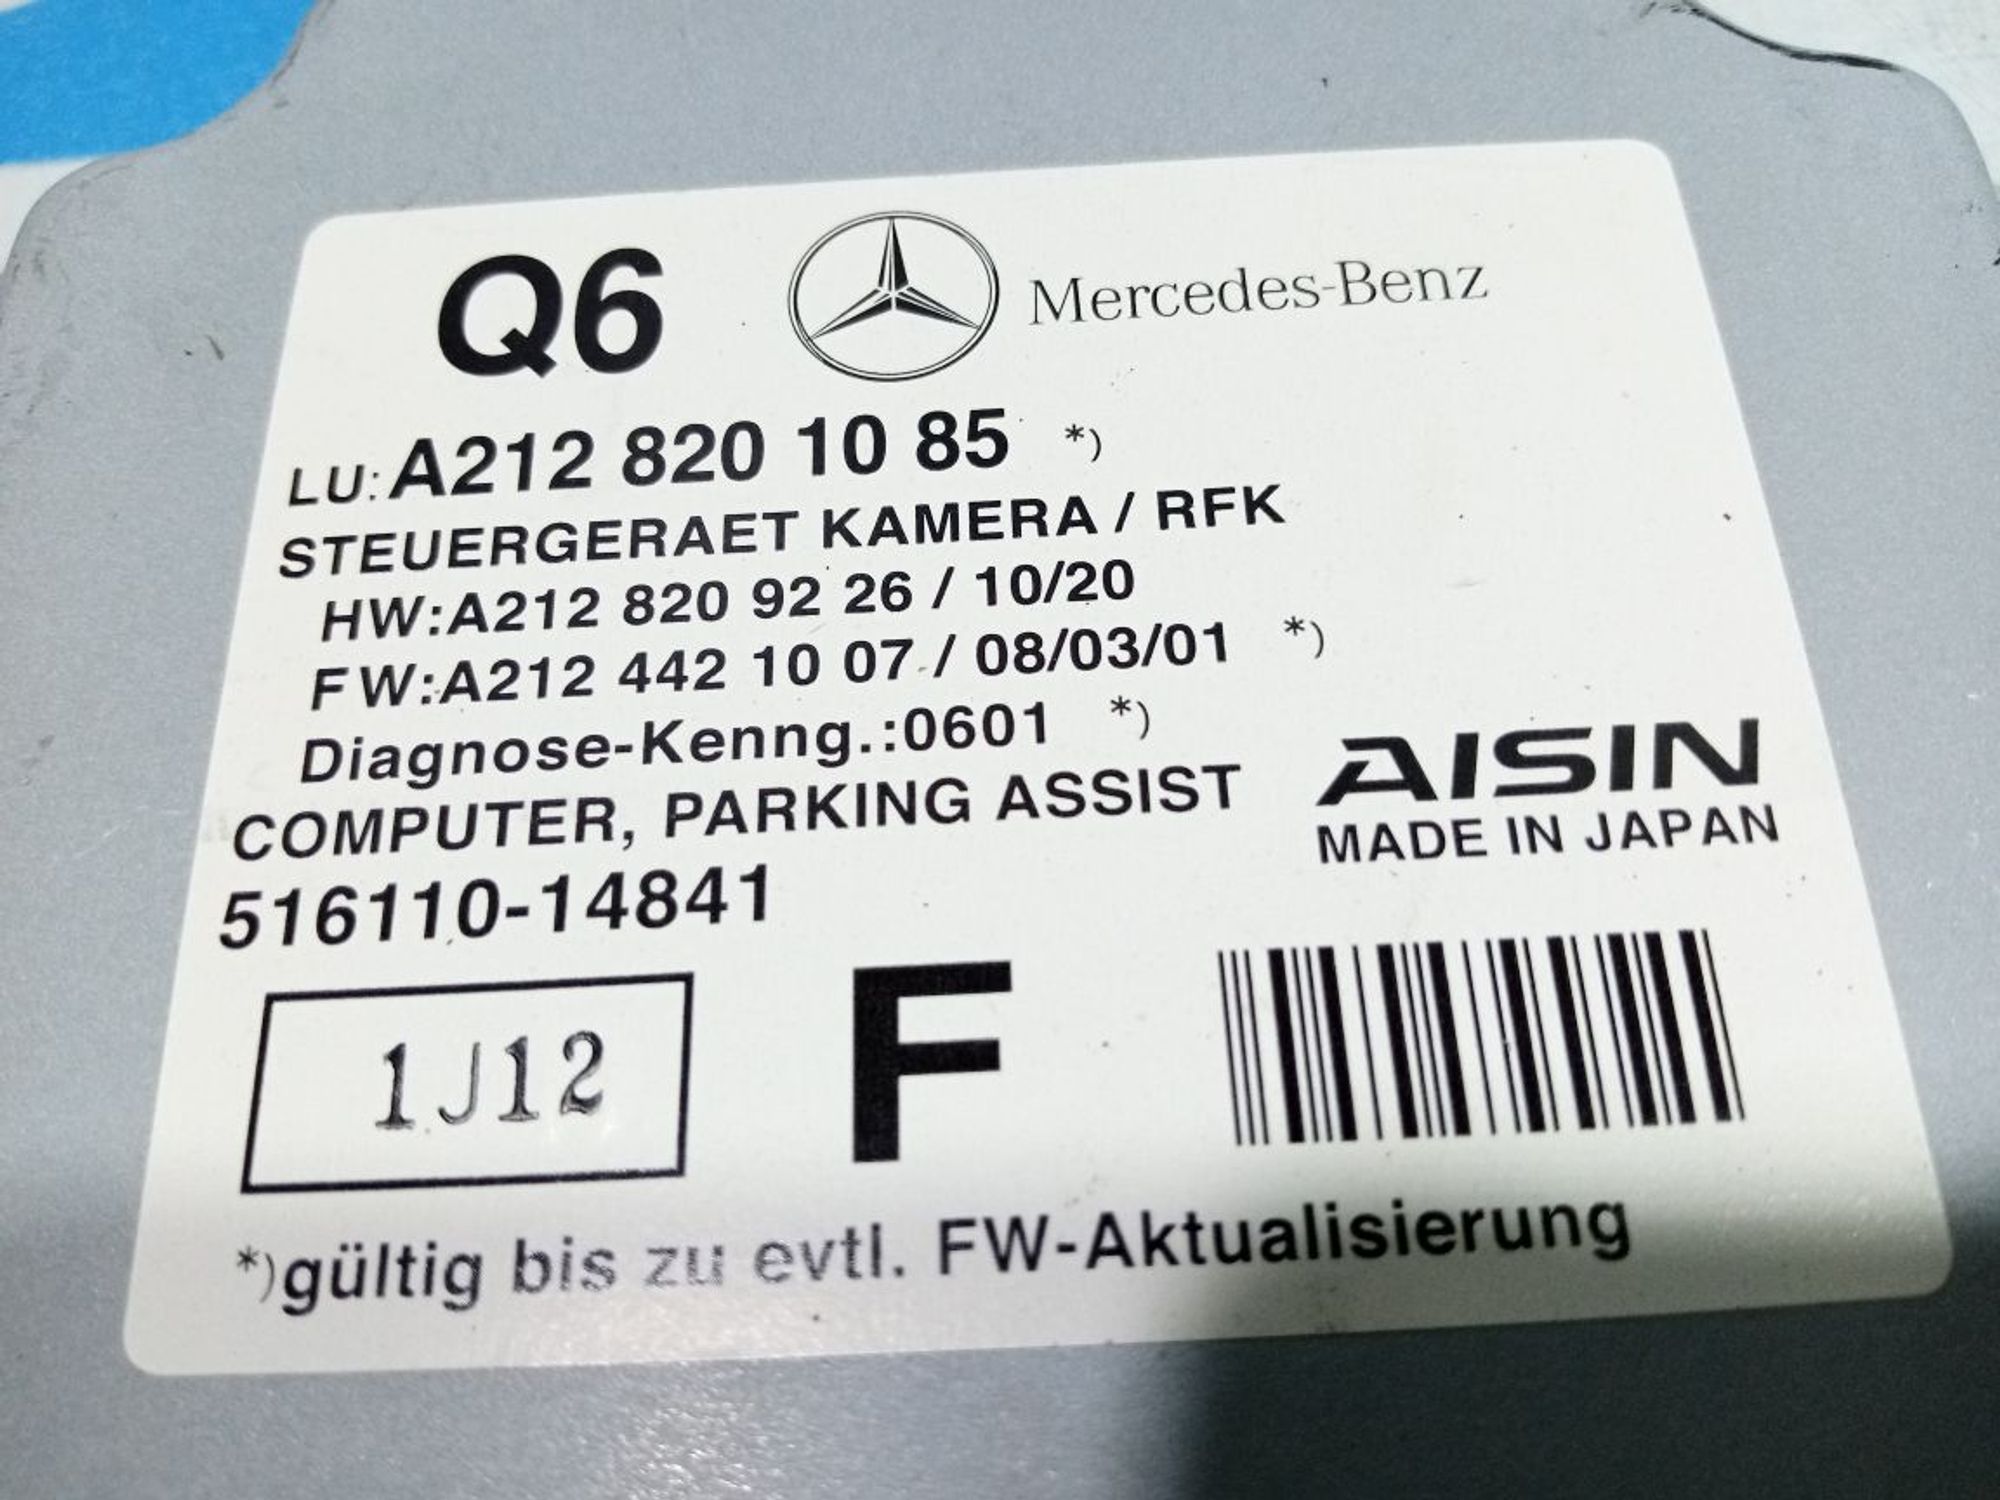 Q6 Mercedes-Benz
LU:A212 820 10 85 *)
STEUERGERAET KAMERA / RFK
HW:A212 820 92 26 / 10/20
FW:A212 442 10 07 / 08/03/01 *)
Diagnose-Kenng.:0601 *)
COMPUTER, PARKING ASSIST
AISIN
MADE IN JAPAN
516110-14841
1J12
F
*)gültig bis zu evtl. FW-Aktualisierung